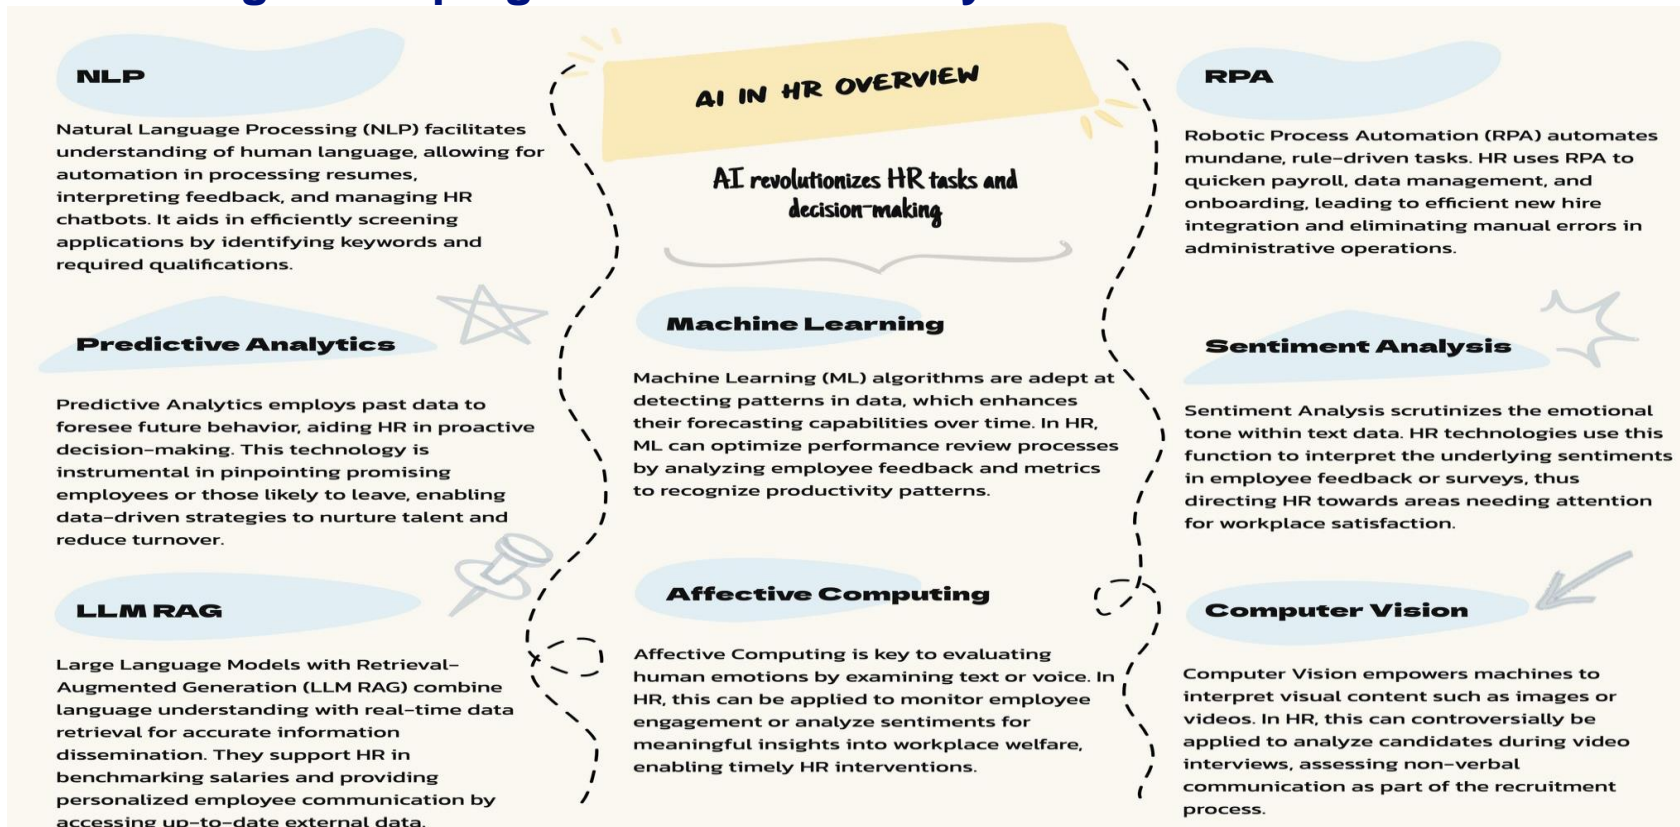 NLP
Natural Language Processing (NLP) facilitates
understanding of human language, allowing for
automation in processing resumes,
interpreting feedback, and managing HR
chatbots. It aids in efficiently screening
applications by identifying keywords and
required qualifications.
Predictive Analytics
Predictive Analytics employs past data to
foresee future behavior, aiding HR in proactive
decision-making. This technology is
instrumental in pinpointing promising
employees or those likely to leave, enabling
data-driven strategies to nurture talent and
reduce turnover.
LLM RAG
Large Language Models with Retrieval-
Augmented Generation (LLM RAG) combine
language understanding with real-time data
retrieval for accurate information
dissemination. They support HR in
benchmarking salaries and providing
personalized employee communication by
accessing up-to-date external data.
AI IN HR OVERVIEW
AI revolutionizes HR tasks and
decision-making
Machine Learning
Machine Learning (ML) algorithms are adept at
detecting patterns in data, which enhances
their forecasting capabilities over time. In HR,
ML can optimize performance review processes
by analyzing employee feedback and metrics
to recognize productivity patterns.
Affective Computing
Affective Computing is key to evaluating
human emotions by examining text or voice. In
HR, this can be applied to monitor employee
engagement or analyze sentiments for
meaningful insights into workplace welfare,
enabling timely HR interventions.
RPA
Robotic Process Automation (RPA) automates
mundane, rule-driven tasks. HR uses RPA to
quicken payroll, data management, and
onboarding, leading to efficient new hire
integration and eliminating manual errors in
administrative operations.
Sentiment Analysis
Sentiment Analysis scrutinizes the emotional
tone within text data. HR technologies use this
function to interpret the underlying sentiments
in employee feedback or surveys, thus
directing HR towards areas needing attention
for workplace satisfaction.
Computer Vision
Computer Vision empowers machines to
interpret visual content such as images or
videos. In HR, this can controversially be
applied to analyze candidates during video
interviews, assessing non-verbal
communication as part of the recruitment
process.